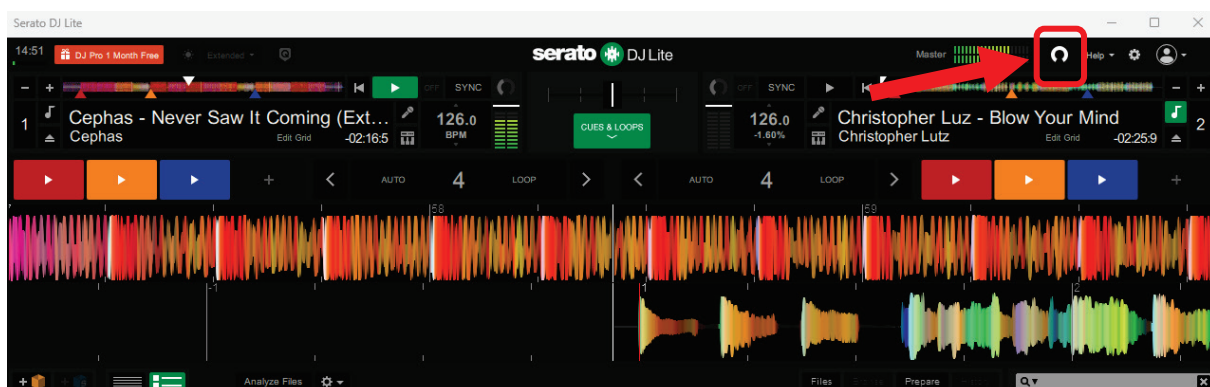 Serato DJ Lite
14:51 DJ Pro 1 Month Free Extended serato DJ Lite Master Help
- + OFF SYNC OFF SYNC - +
1 Cephas - Never Saw It Coming (Ext... 126.0 CUES & LOOPS 126.0 Christopher Luz - Blow Your Mind 2
Cephas Edit Grid -02:16:5 BPM -1.60% Christopher Lutz Edit Grid -02:25:9
+ < AUTO 4 LOOP > < AUTO 4 LOOP > +
58 59
-1 1 2
+ + Analyze Files Files Prepare